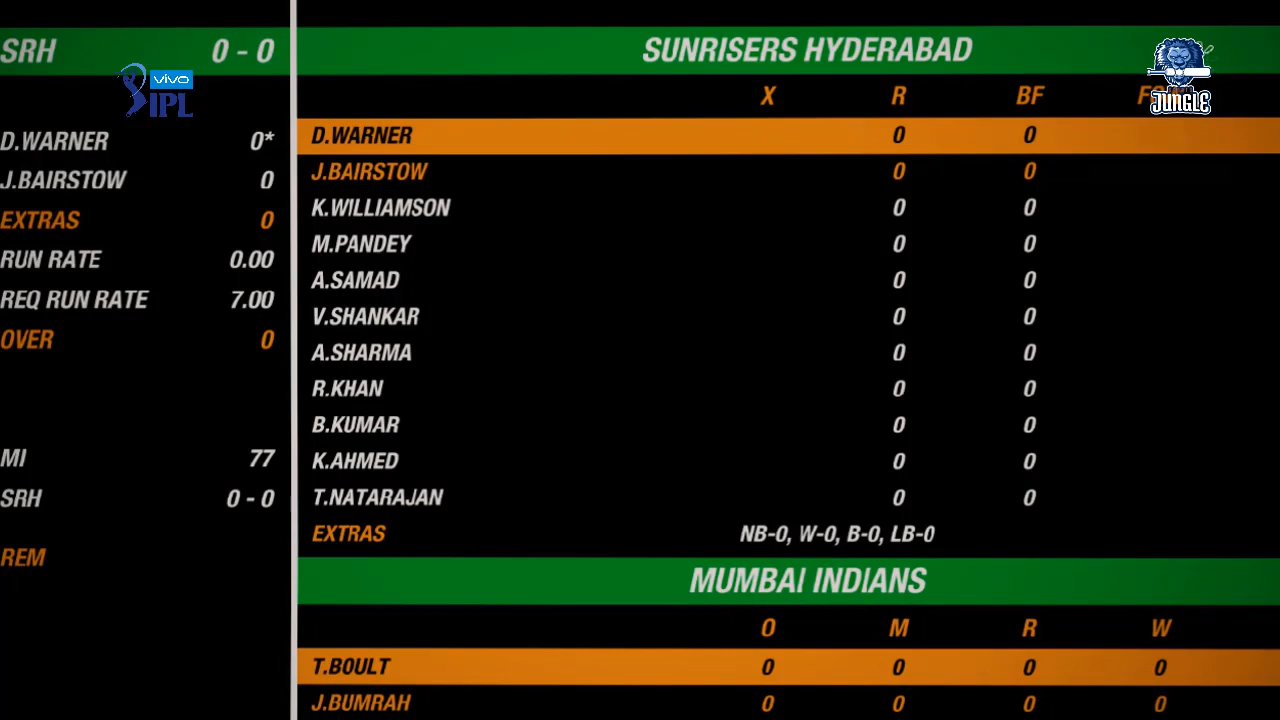 SRH 0 - 0
vivo
IPL
D.WARNER 0*
J.BAIRSTOW 0
EXTRAS 0
RUN RATE 0.00
REQ RUN RATE 7.00
OVER 0
MI 77
SRH 0 - 0
REM
SUNRISERS HYDERABAD
JUNGLE
X R BF
D.WARNER 0 0
J.BAIRSTOW 0 0
K.WILLIAMSON 0 0
M.PANDEY 0 0
A.SAMAD 0 0
V.SHANKAR 0 0
A.SHARMA 0 0
R.KHAN 0 0
B.KUMAR 0 0
K.AHMED 0 0
T.NATARAJAN 0 0
EXTRAS NB-0, W-0, B-0, LB-0
MUMBAI INDIANS
O M R W
T.BOULT 0 0 0 0
J.BUMRAH 0 0 0 0